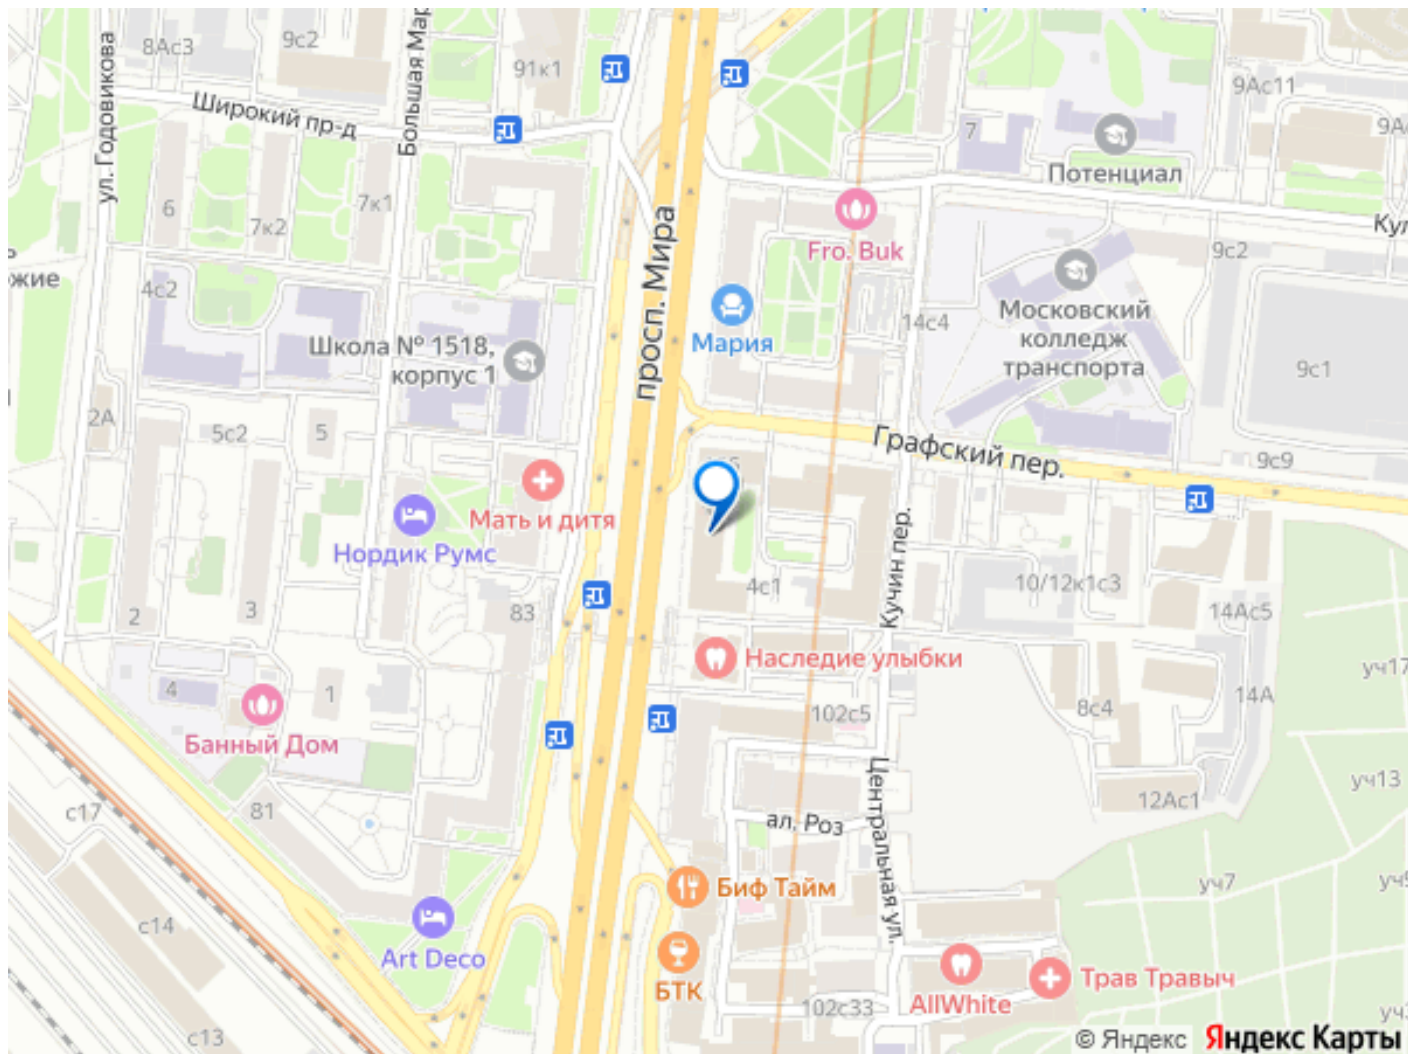 8Ас3
9с2
91к1
9Ас11
ул. Годовикова
Большая Мар
Широкий пр-д
7
Потенциал
6
7к1
7к2
просп. Мира
Fro. Buk
Кул
9с2
жие
4с2
Мария
14с4
Московский
колледж
транспорта
Школа № 1518,
корпус 1
9с1
2А
5с2
5
Графский пер.
9с9
Мать и дитя
Нордик Румс
Кучин пер.
4с1
10/12к1с3
2
3
83
14Ас5
Наследие улыбки
уч17
4
1
14А
102с5
8с4
Банный Дом
Центральная ул.
уч13
12Ас1
с17
81
ал. Роз
Биф Тайм
уч7
с14
Art Deco
БТК
AllWhite
Трав Травыч
102с33
с13
© Яндекс Яндекс Карты